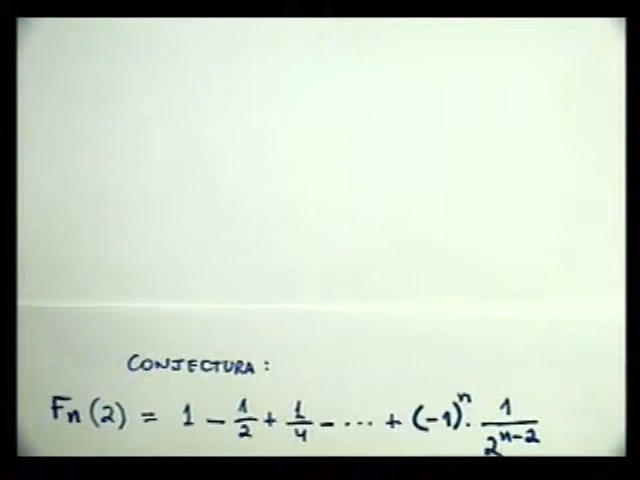 CONJECTURA:
Fn(2) = 1 - 1/2 + 1/4 - ... + (-1)^n . 1/2^(n-2)